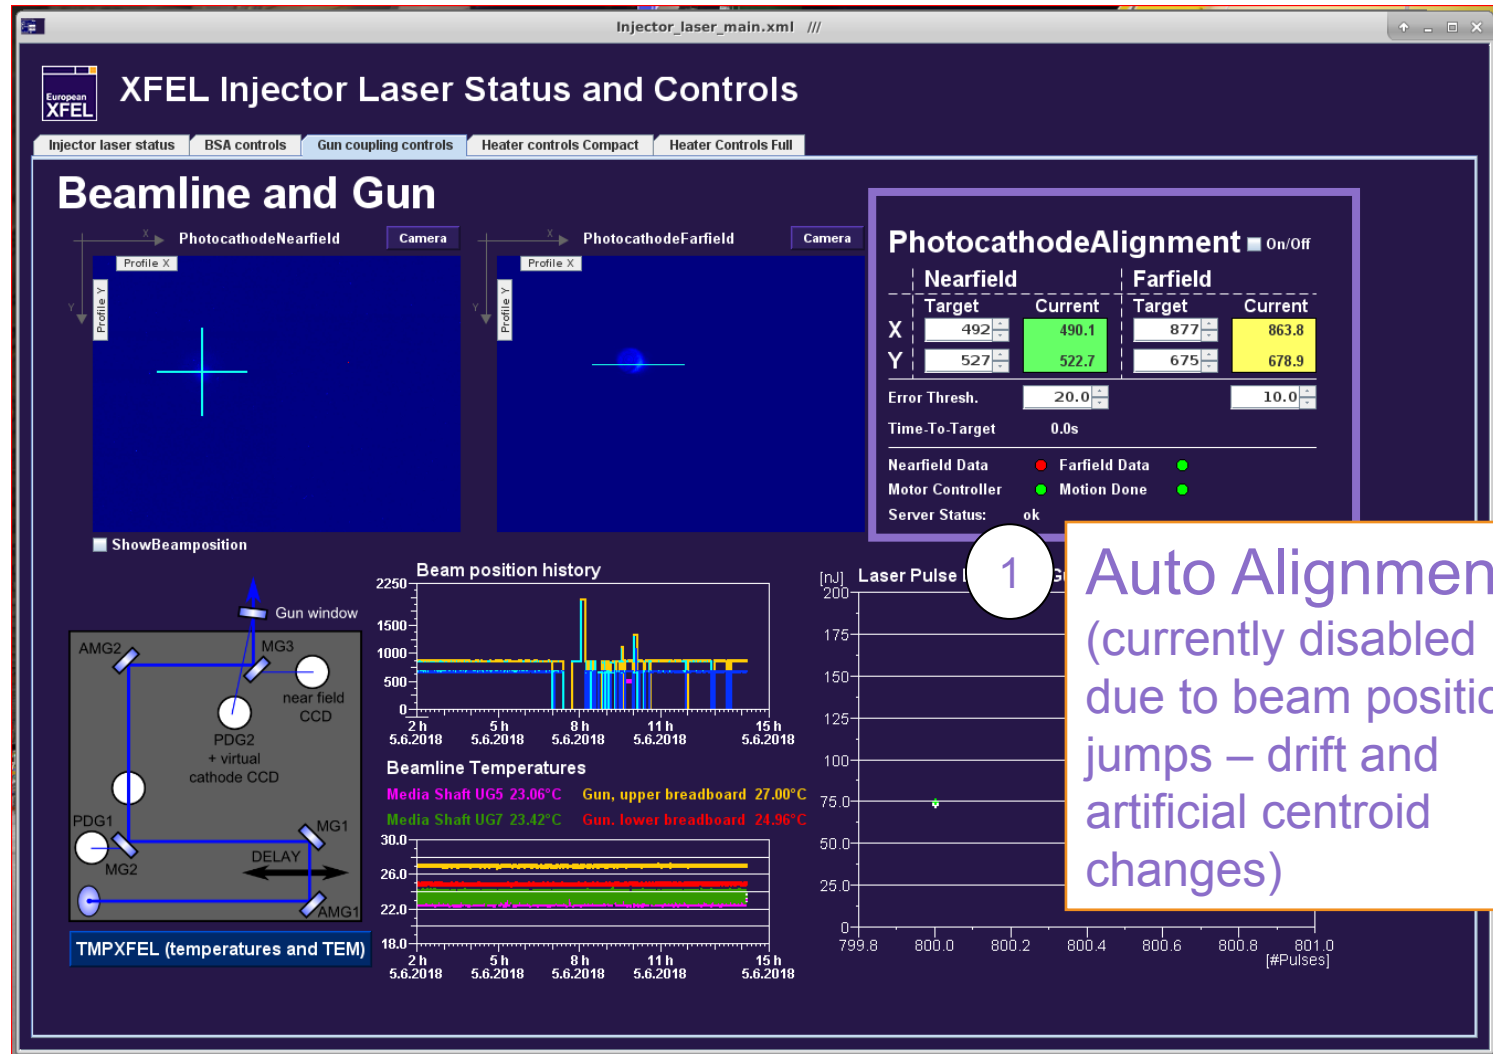 Injector_laser_main.xml ///
European
XFEL
XFEL Injector Laser Status and Controls
Injector laser status BSA controls Gun coupling controls Heater controls Compact Heater Controls Full
Beamline and Gun
X PhotocathodeNearfield Camera
Profile X
Y Profile Y
X PhotocathodeFarfield Camera
Profile X
Y Profile Y
ShowBeamposition
PhotocathodeAlignment On/Off
Nearfield Farfield
Target Current Target Current
X 492 490.1 877 863.8
Y 527 522.7 675 678.9
Error Thresh. 20.0 10.0
Time-To-Target 0.0s
Nearfield Data Farfield Data
Motor Controller Motion Done
Server Status: ok
1
Auto Alignmen
(currently disabled
due to beam positio
jumps – drift and
artificial centroid
changes)
Gun window
AMG2
MG3
near field
CCD
PDG2
+ virtual
cathode CCD
PDG1
MG1
MG2
DELAY
AMG1
TMPXFEL (temperatures and TEM)
Beam position history
2250
1500
1000
500
0
2 h 5 h 8 h 11 h 15 h
5.6.2018 5.6.2018 5.6.2018 5.6.2018 5.6.2018
Beamline Temperatures
Media Shaft UG5 23.06°C Gun, upper breadboard 27.00°C
Media Shaft UG7 23.42°C Gun. lower breadboard 24.96°C
30.0
26.0
22.0
18.0
2 h 5 h 8 h 11 h 15 h
5.6.2018 5.6.2018 5.6.2018 5.6.2018 5.6.2018
[nJ] Laser Pulse
200
175
150
125
100
75.0
50.0
25.0
0
799.8 800.0 800.2 800.4 800.6 800.8 801.0
[#Pulses]